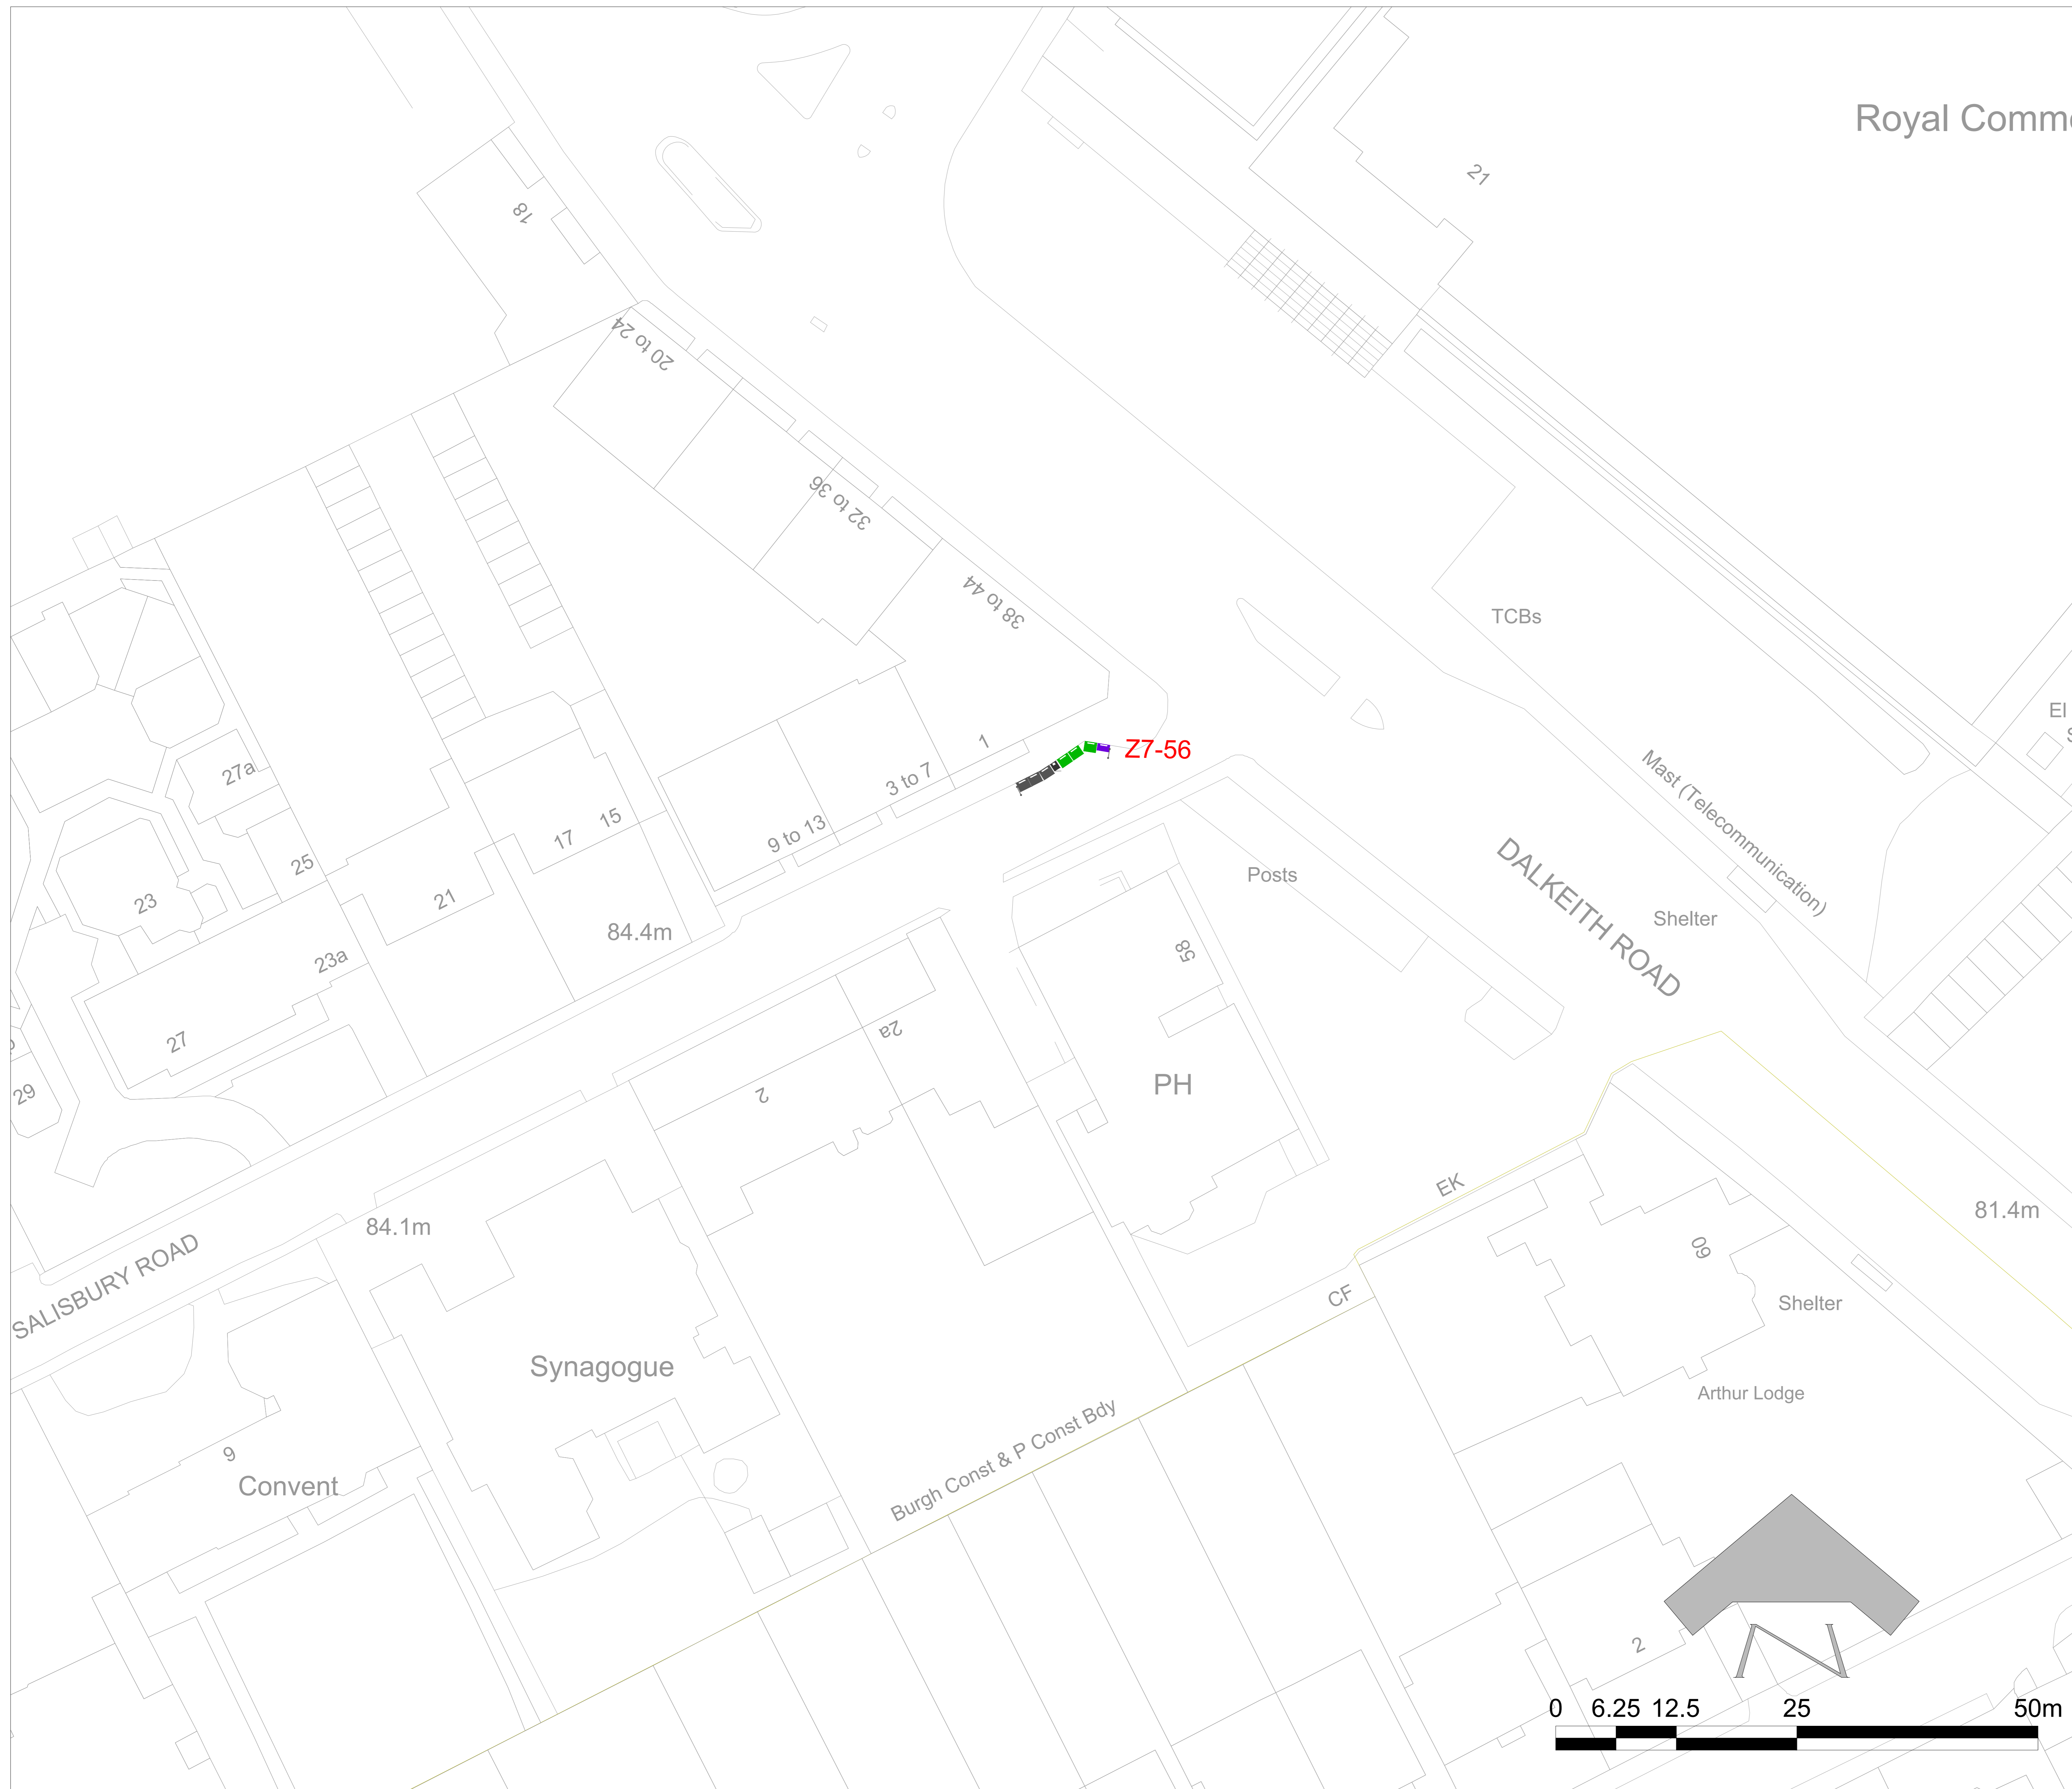 Royal Comm
21
18
20 to 24
32 to 36
38 to 44
TCBs
El
1
Z7-56
3 to 7
27a
Mast (Telecommunication)
9 to 13
15
17
25
DALKEITH ROAD
Posts
21
23
Shelter
84.4m
58
23a
2a
27
PH
29
2
EK
81.4m
84.1m
SALISBURY ROAD
60
CF
Shelter
Synagogue
Arthur Lodge
Burgh Const & P Const Bdy
9
Convent
2
N
0 6.25 12.5 25 50m